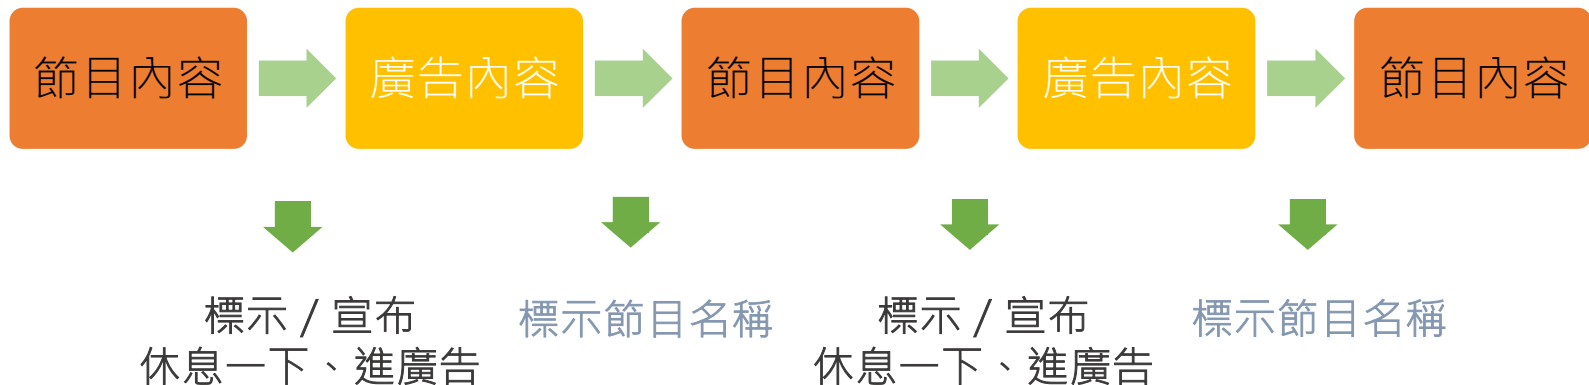 節目內容
廣告內容
節目內容
廣告內容
節目內容
標示 / 宣布
休息一下、進廣告
標示節目名稱
標示 / 宣布
休息一下、進廣告
標示節目名稱